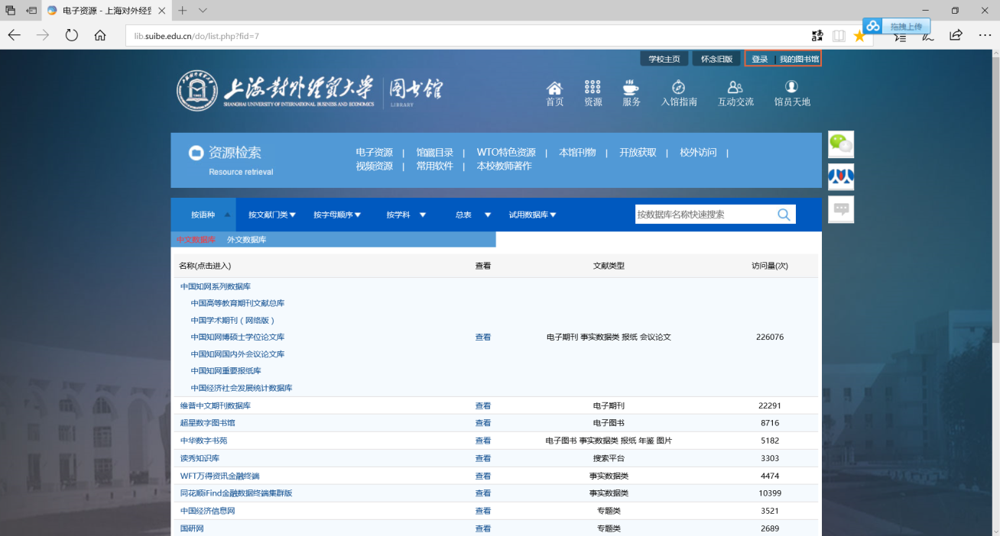 电子资源 - 上海对外经贸
lib.suibe.edu.cn/do/list.php?fid=7
拖拽上传
学校主页 怀念旧版 登录 | 我的图书馆
上海对外经贸大学 图书馆
SHANGHAI UNIVERSITY OF INTERNATIONAL BUSINESS AND ECONOMICS LIBRARY
首页 资源 服务 入馆指南 互动交流 馆员天地
资源检索
Resource retrieval
电子资源 | 馆藏目录 | WTO特色资源 | 本馆刊物 | 开放获取 | 校外访问 |
视频资源 | 常用软件 | 本校教师著作
按语种 按文献门类 按字母顺序 按学科 总表 试用数据库 按数据库名称快速搜索
中文数据库 外文数据库
名称(点击进入) 查看 文献类型 访问量(次)
中国知网系列数据库
中国高等教育期刊文献总库
中国学术期刊（网络版）
中国知网博硕士学位论文库 查看 电子期刊 事实数据类 报纸 会议论文 226076
中国知网国内外会议论文库
中国知网重要报纸库
中国经济社会发展统计数据库
维普中文期刊数据库 查看 电子期刊 22291
超星数字图书馆 查看 电子图书 8716
中华数字书苑 查看 电子图书 事实数据类 报纸 年鉴 图片 5182
读秀知识库 查看 搜索平台 3303
WFT万得资讯金融终端 查看 事实数据类 4474
同花顺iFind金融数据终端集群版 查看 事实数据类 10399
中国经济信息网 查看 专题类 3521
国研网 查看 专题类 2689